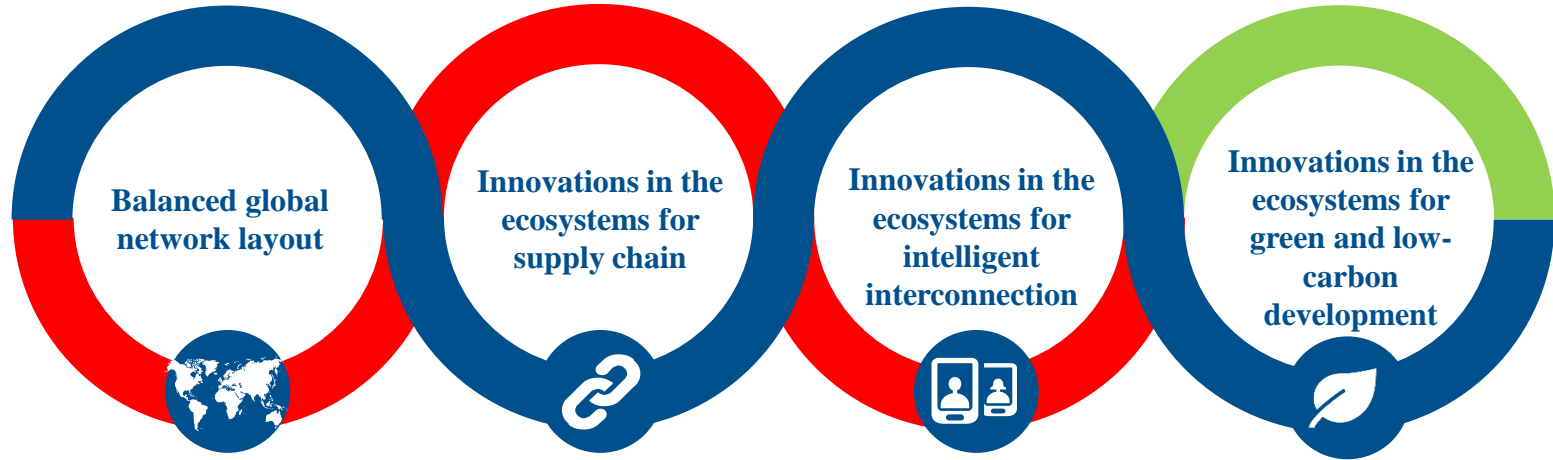 Balanced global
network layout
Innovations in the
ecosystems for
supply chain
Innovations in the
ecosystems for
intelligent
interconnection
Innovations in the
ecosystems for
green and low-
carbon
development